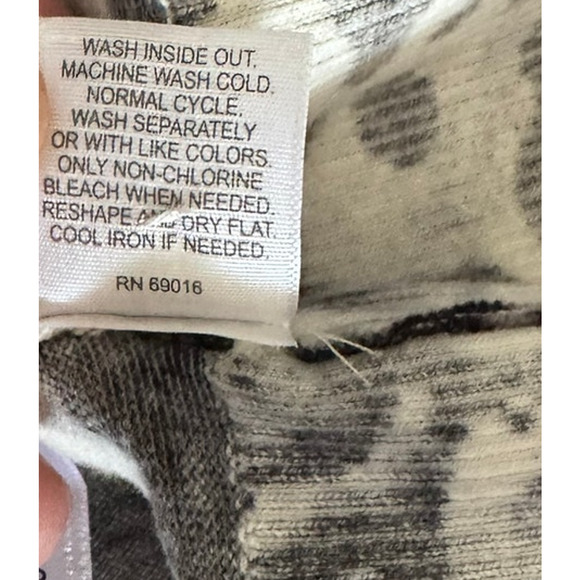 WASH INSIDE OUT.
MACHINE WASH COLD.
NORMAL CYCLE.
WASH SEPARATELY
OR WITH LIKE COLORS.
ONLY NON-CHLORINE
BLEACH WHEN NEEDED.
RESHAPE AND DRY FLAT.
COOL IRON IF NEEDED.
RN 69016